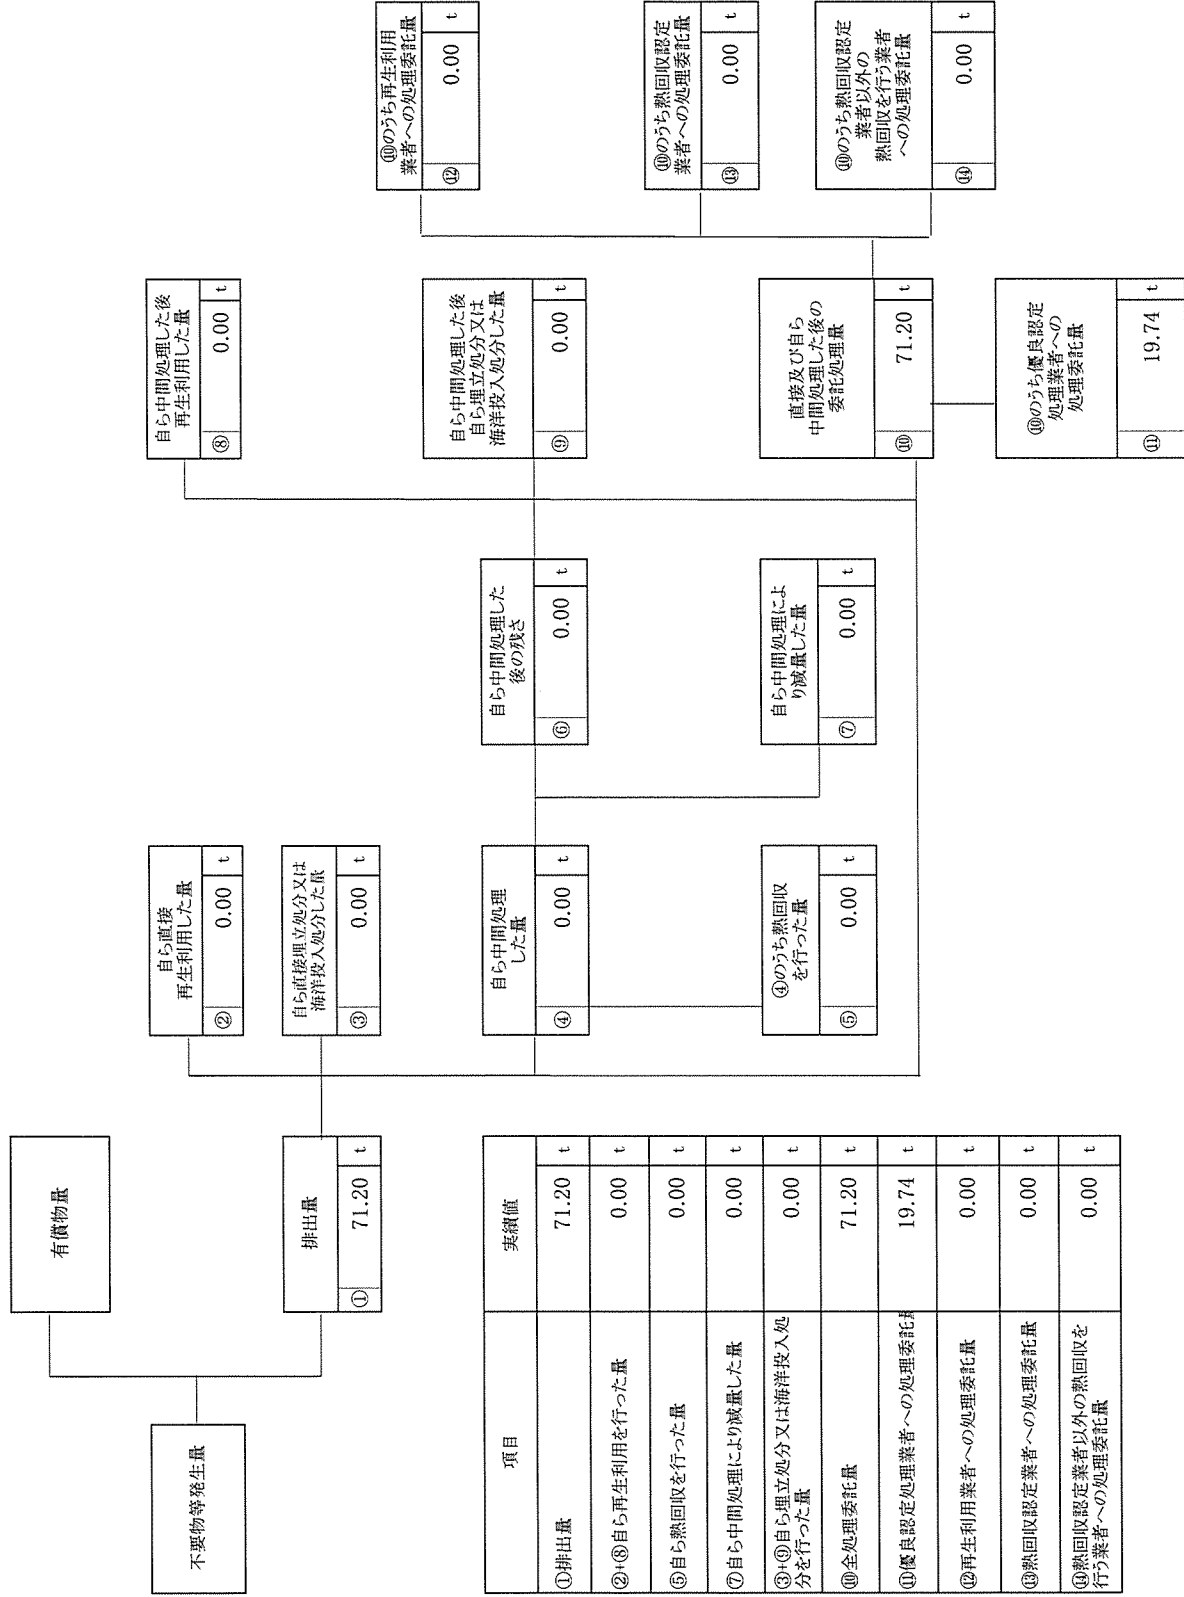 不要物等発生量
有償物量
排出量
① 71.20 t
自ら直接
再生利用した量
② 0.00 t
自ら直接埋立処分又は
海洋投入処分した量
③ 0.00 t
自ら中間処理
した量
④ 0.00 t
④のうち熱回収
を行った量
⑤ 0.00 t
自ら中間処理した
後の残さ
⑥ 0.00 t
自ら中間処理によ
り減量した量
⑦ 0.00 t
自ら中間処理した後
再生利用した量
⑧ 0.00 t
自ら中間処理した後
自ら埋立処分又は
海洋投入処分した量
⑨ 0.00 t
直接及び自ら
中間処理した後の
委託処理量
⑩ 71.20 t
⑩のうち優良認定
処理業者への
処理委託量
⑪ 19.74 t
⑩のうち再生利用
業者への処理委託量
⑫ 0.00 t
⑩のうち熱回収認定
業者への処理委託量
⑬ 0.00 t
⑩のうち熱回収認定
業者以外の
熱回収を行う業者
への処理委託量
⑭ 0.00 t
項目 実績値
①排出量 71.20 t
②+⑧自ら再生利用を行った量 0.00 t
⑤自ら熱回収を行った量 0.00 t
⑦自ら中間処理により減量した量 0.00 t
③+⑨自ら埋立処分又は海洋投入処
分を行った量 0.00 t
⑩全処理委託量 71.20 t
⑪優良認定処理業者への処理委託量 19.74 t
⑫再生利用業者への処理委託量 0.00 t
⑬熱回収認定業者への処理委託量 0.00 t
⑭熱回収認定業者以外の熱回収を
行う業者への処理委託量 0.00 t